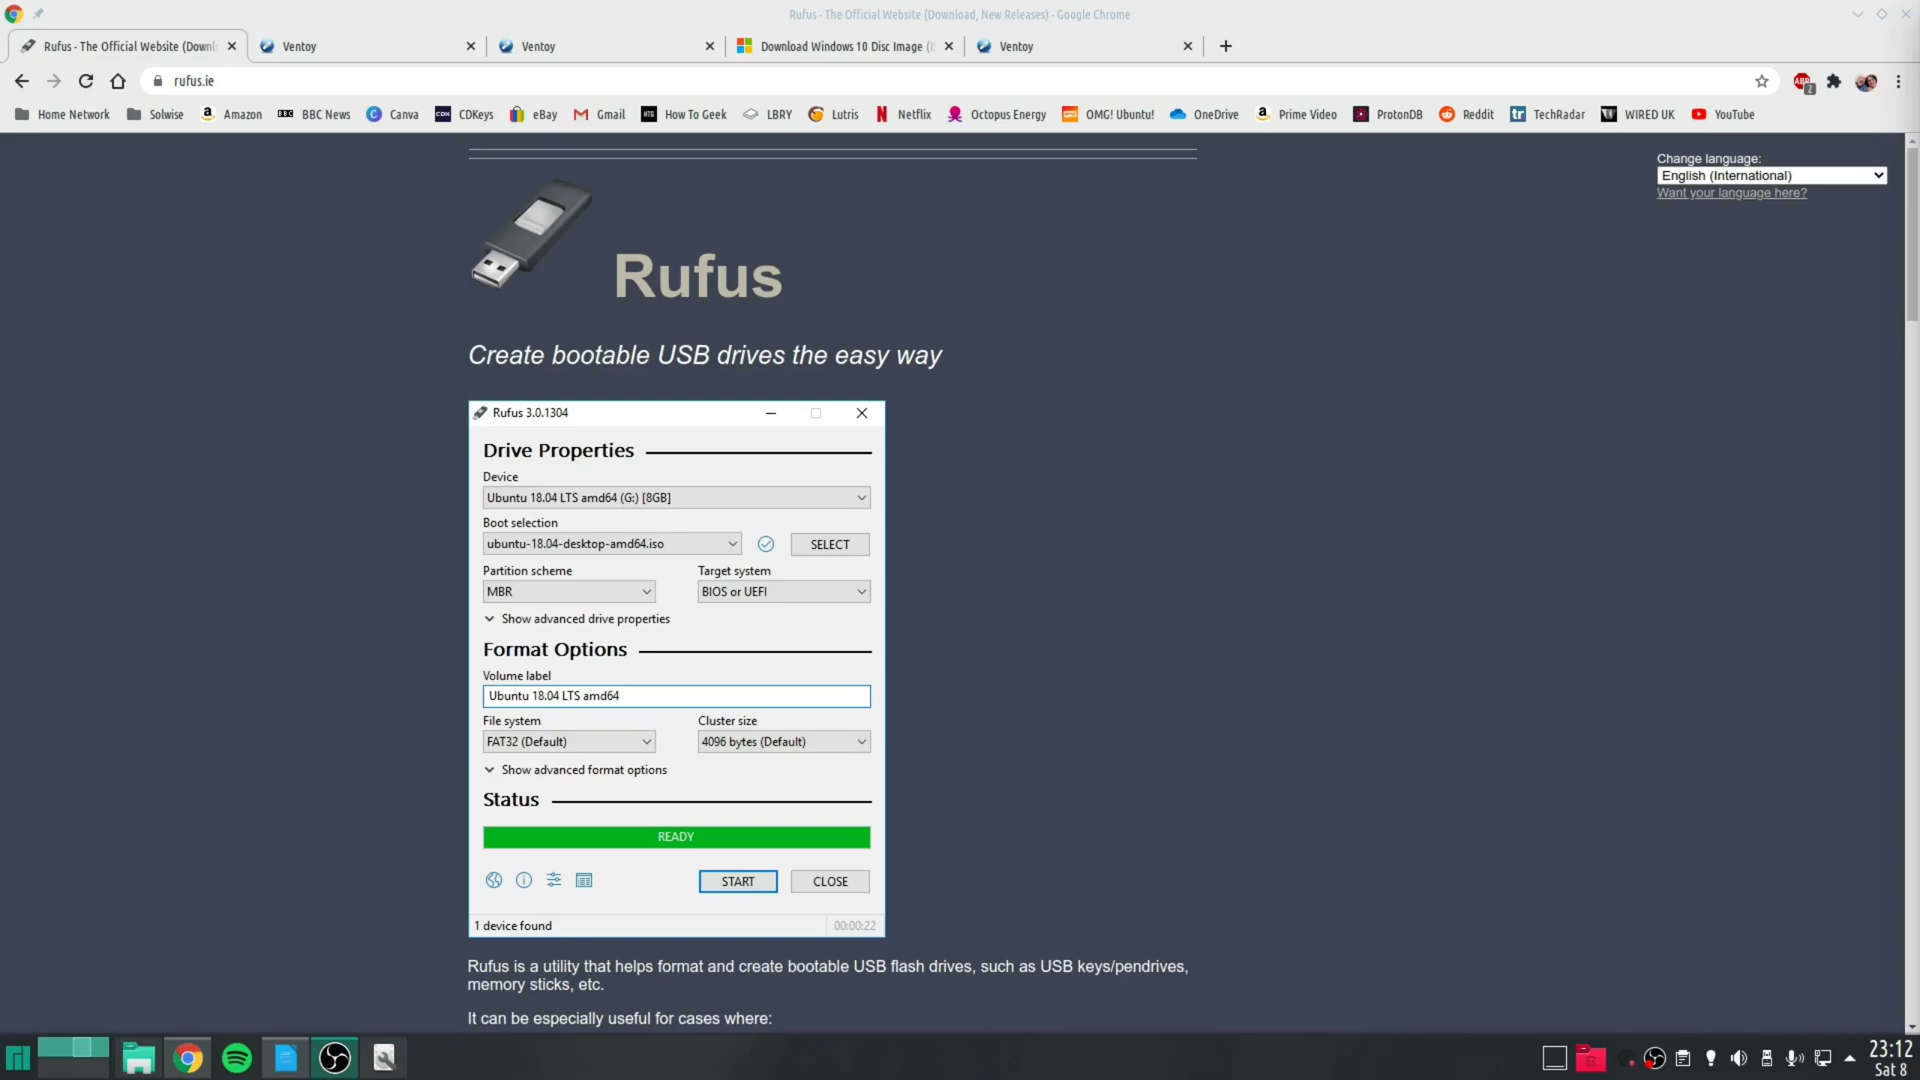 Rufus - The Official Website (Download, New Releases) - Google Chrome
Rufus - The Official Website (Downl
Ventoy
Ventoy
Download Windows 10 Disc Image (
Ventoy
rufus.ie
ABP
2
Home Network
Solwise
Amazon
BBC News
Canva
CDKeys
eBay
Gmail
How To Geek
LBRY
Lutris
Netflix
Octopus Energy
OMG! Ubuntu!
OneDrive
Prime Video
ProtonDB
Reddit
TechRadar
WIRED UK
YouTube
Change language:
English (International)
Want your language here?
Rufus
Create bootable USB drives the easy way
Rufus 3.0.1304
Drive Properties
Device
Ubuntu 18.04 LTS amd64 (G:) [8GB]
Boot selection
ubuntu-18.04-desktop-amd64.iso
SELECT
Partition scheme
Target system
MBR
BIOS or UEFI
Show advanced drive properties
Format Options
Volume label
Ubuntu 18.04 LTS amd64
File system
Cluster size
FAT32 (Default)
4096 bytes (Default)
Show advanced format options
Status
READY
START
CLOSE
1 device found
00:00:22
Rufus is a utility that helps format and create bootable USB flash drives, such as USB keys/pendrives,
memory sticks, etc.
It can be especially useful for cases where:
23:12
Sat 8